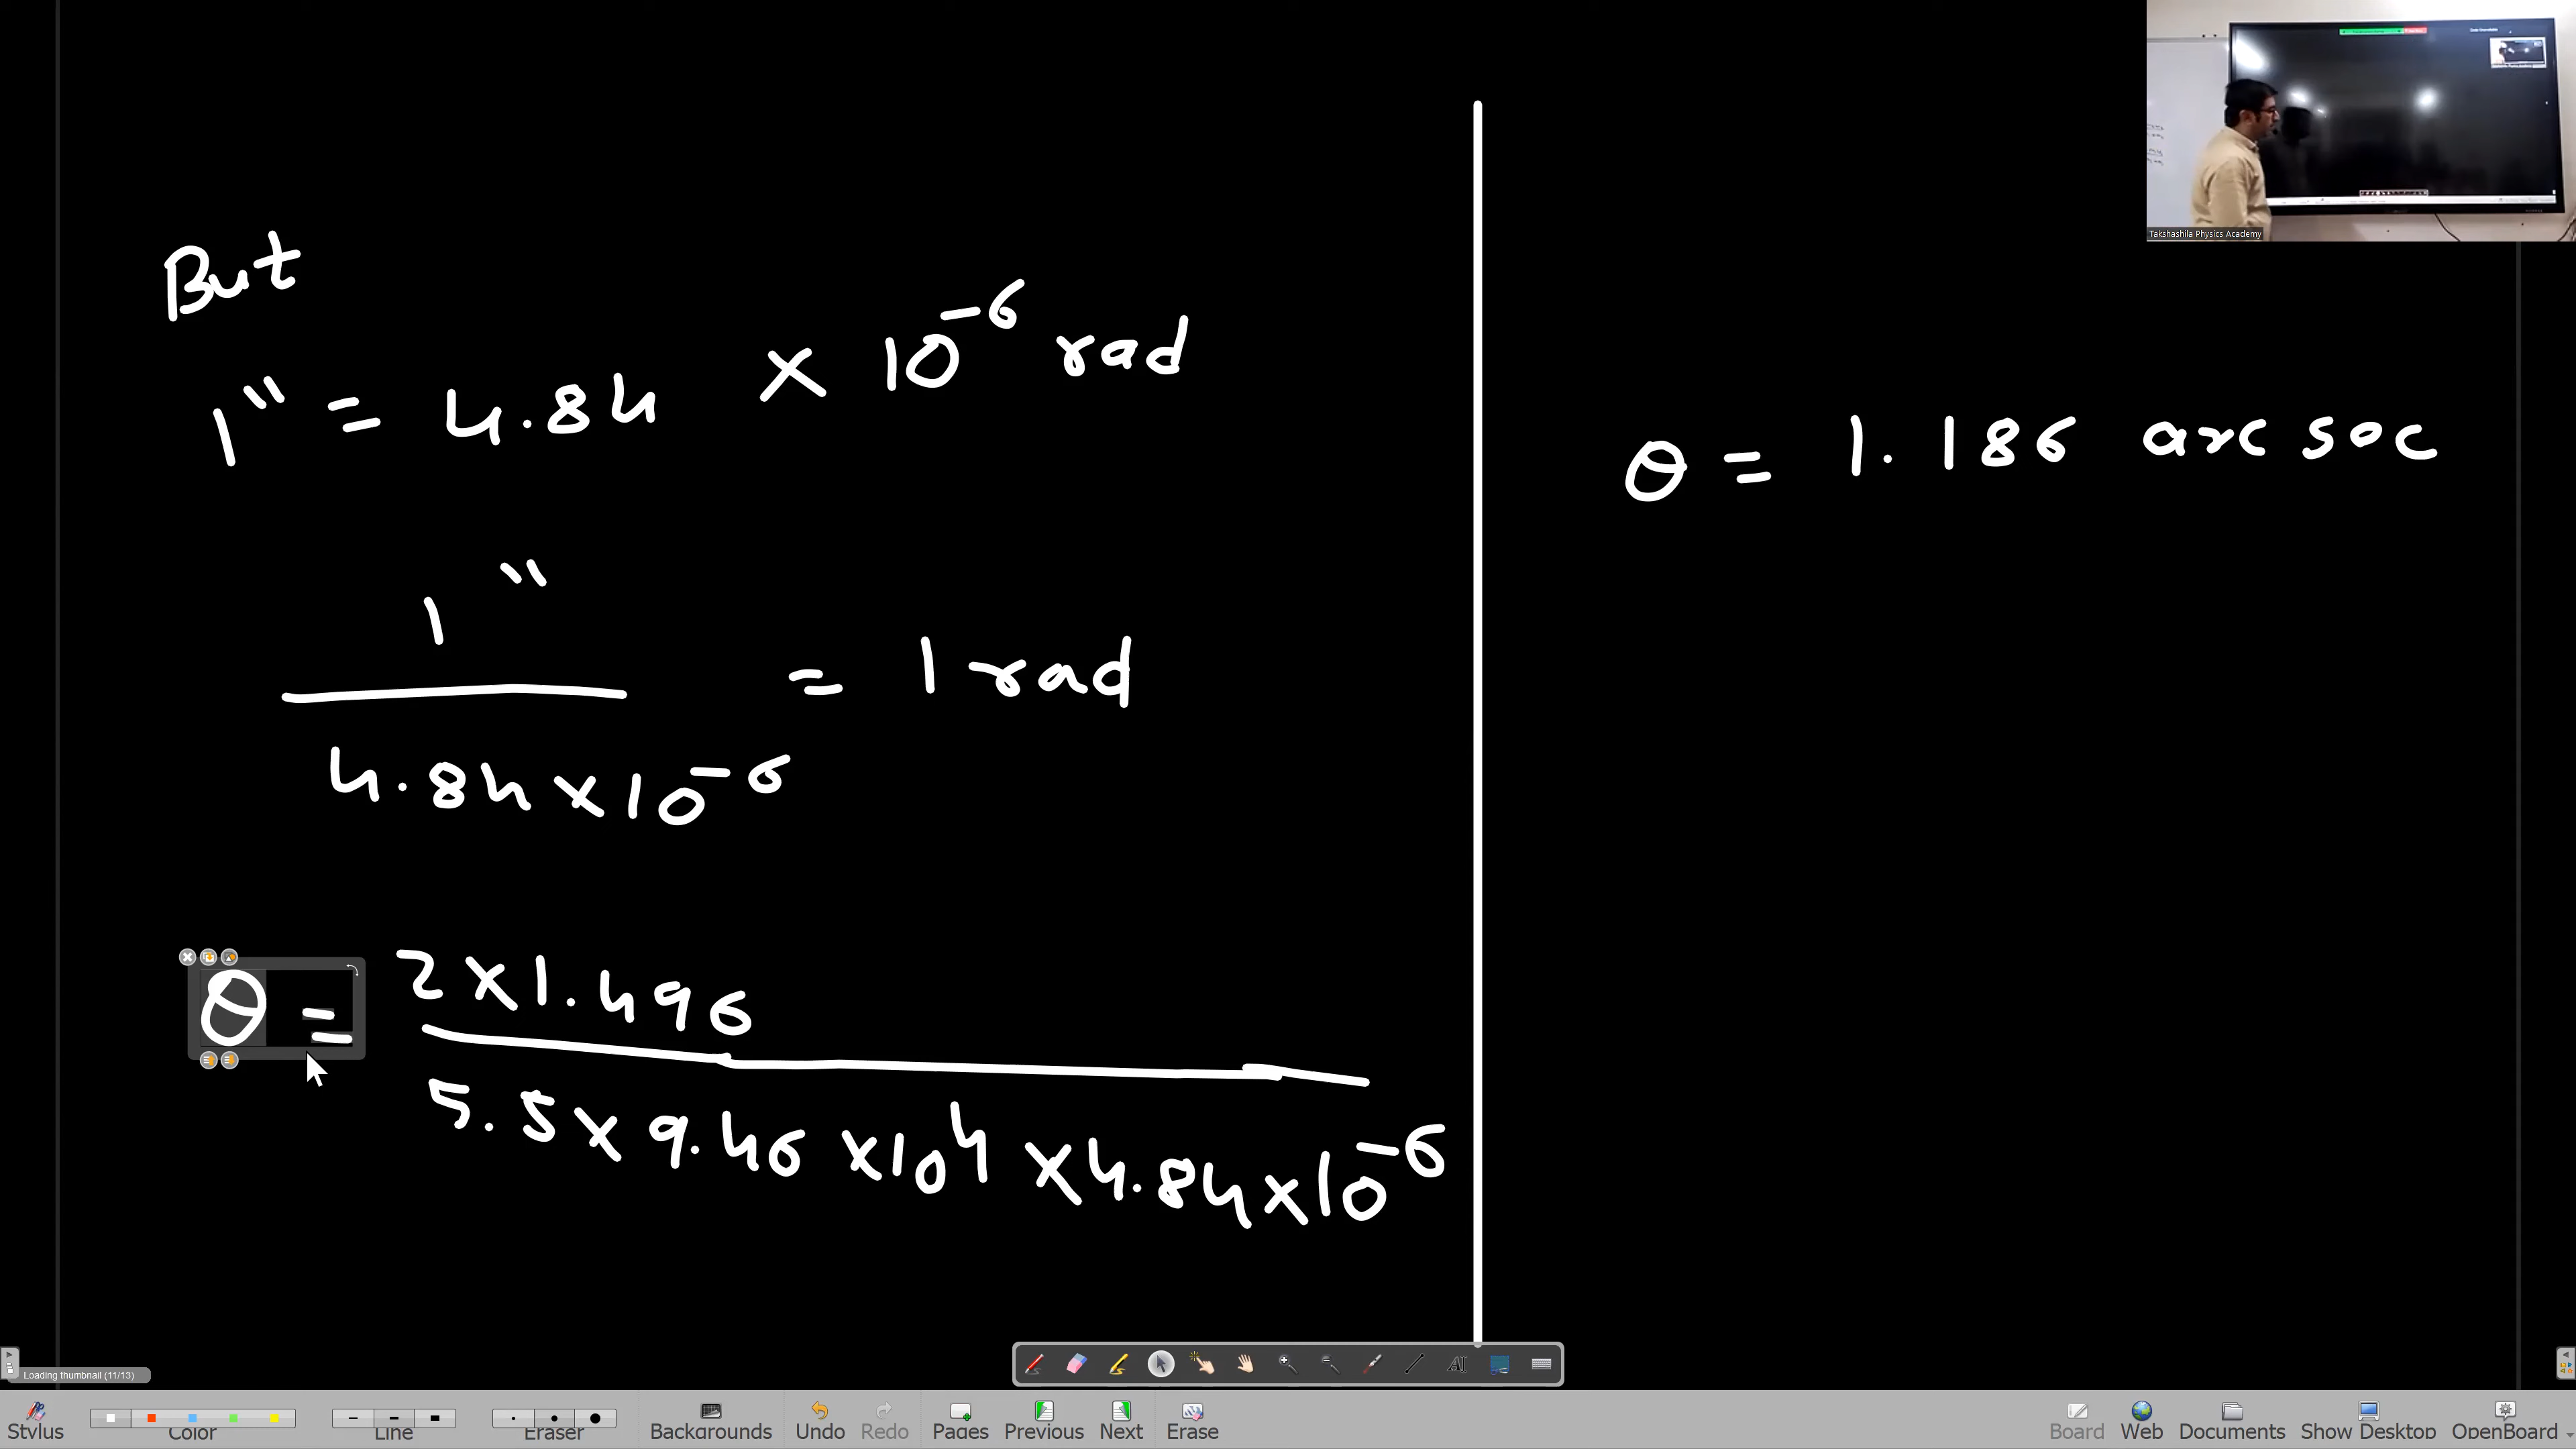 But
1" = 4.84 × 10⁻⁶ rad
1"
4.84×10⁻⁶
= 1 rad
θ =
2×1.496
5.5×9.46×10⁴×4.84×10⁻⁶
θ = 1.186 arc sec
Takshashila Physics Academy
Loading thumbnail (11/13)
Stylus
Color
Line
Eraser
Backgrounds
Undo
Redo
Pages
Previous
Next
Erase
Board
Web
Documents
Show Desktop
OpenBoard